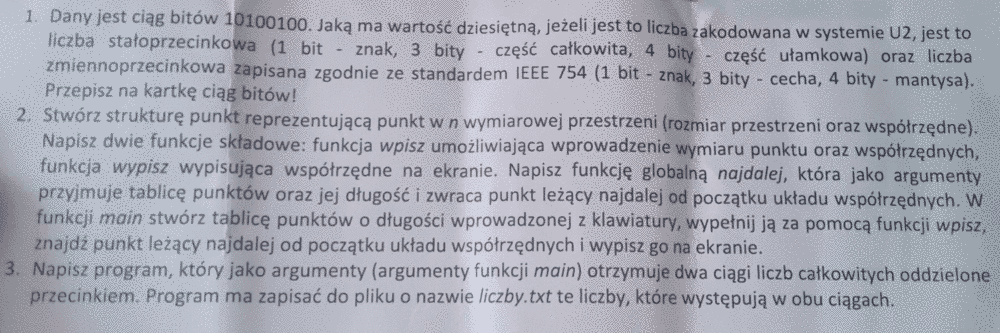 1. Dany jest ciąg bitów 10100100. Jaką ma wartość dziesiętną, jeżeli jest to liczba zakodowana w systemie U2, jest to
liczba stałoprzecinkowa (1 bit - znak, 3 bity - część całkowita, 4 bity - część ułamkowa) oraz liczba
zmiennoprzecinkowa zapisana zgodnie ze standardem IEEE 754 (1 bit - znak, 3 bity - cecha, 4 bity - mantysa).
Przepisz na kartkę ciąg bitów!
2. Stwórz strukturę punkt reprezentującą punkt w n wymiarowej przestrzeni (rozmiar przestrzeni oraz współrzędne).
Napisz dwie funkcje składowe: funkcja wpisz umożliwiająca wprowadzenie wymiaru punktu oraz współrzędnych,
funkcja wypisz wypisująca współrzędne na ekranie. Napisz funkcję globalną najdalej, która jako argumenty
przyjmuje tablicę punktów oraz jej długość i zwraca punkt leżący najdalej od początku układu współrzędnych. W
funkcji main stwórz tablicę punktów o długości wprowadzonej z klawiatury, wypełnij ją za pomocą funkcji wpisz,
znajdź punkt leżący najdalej od początku układu współrzędnych i wypisz go na ekranie.
3. Napisz program, który jako argumenty (argumenty funkcji main) otrzymuje dwa ciągi liczb całkowitych oddzielone
przecinkiem. Program ma zapisać do pliku o nazwie liczby.txt te liczby, które występują w obu ciągach.